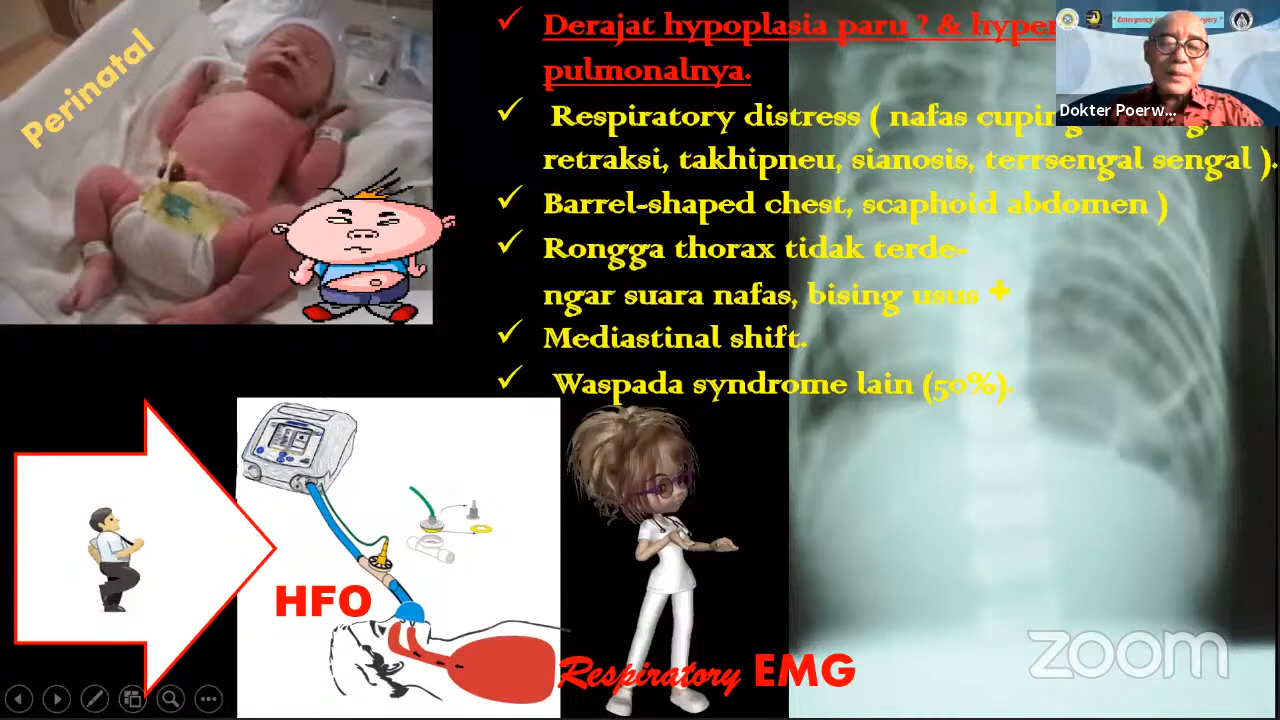 Perinatal
Derajat hypoplasia paru ? & hyper
pulmonalnya.
Respiratory distress ( nafas cuping
retraksi, takhipneu, sianosis, terrsengal sengal ).
Barrel-shaped chest, scaphoid abdomen )
Rongga thorax tidak terde-
ngar suara nafas, bising usus +
Mediastinal shift.
Waspada syndrome lain (50%).
Dokter Poerw...
HFO
Respiratory EMG
zoom